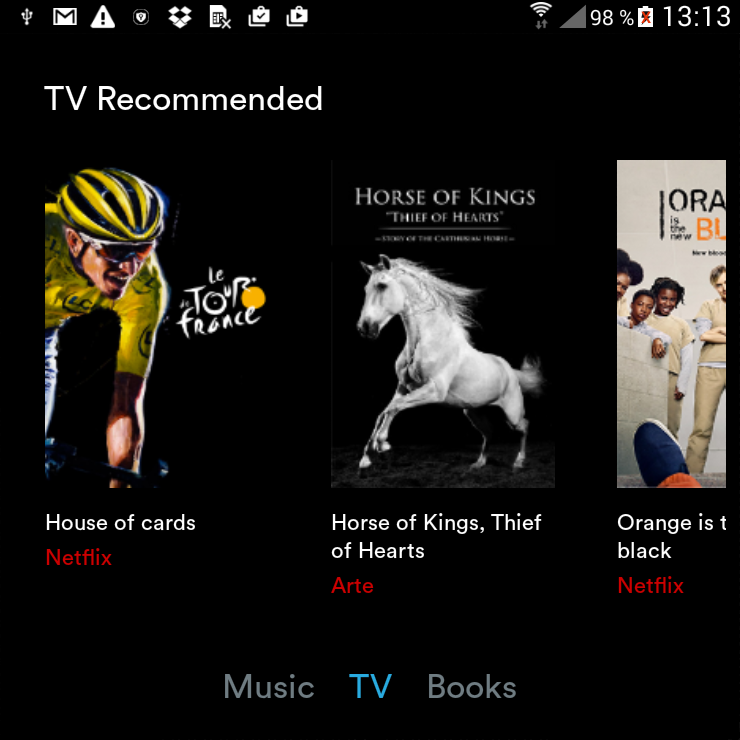 98 %
13:13
TV Recommended
le
de TOUR
france
HORSE OF KINGS
"THIEF OF HEARTS"
~STORY OF THE CARTHUSIAN HORSE~
ORA
is
the
new
BL
New blood
House of cards
Netflix
Horse of Kings, Thief
of Hearts
Arte
Orange is t
black
Netflix
Music TV Books